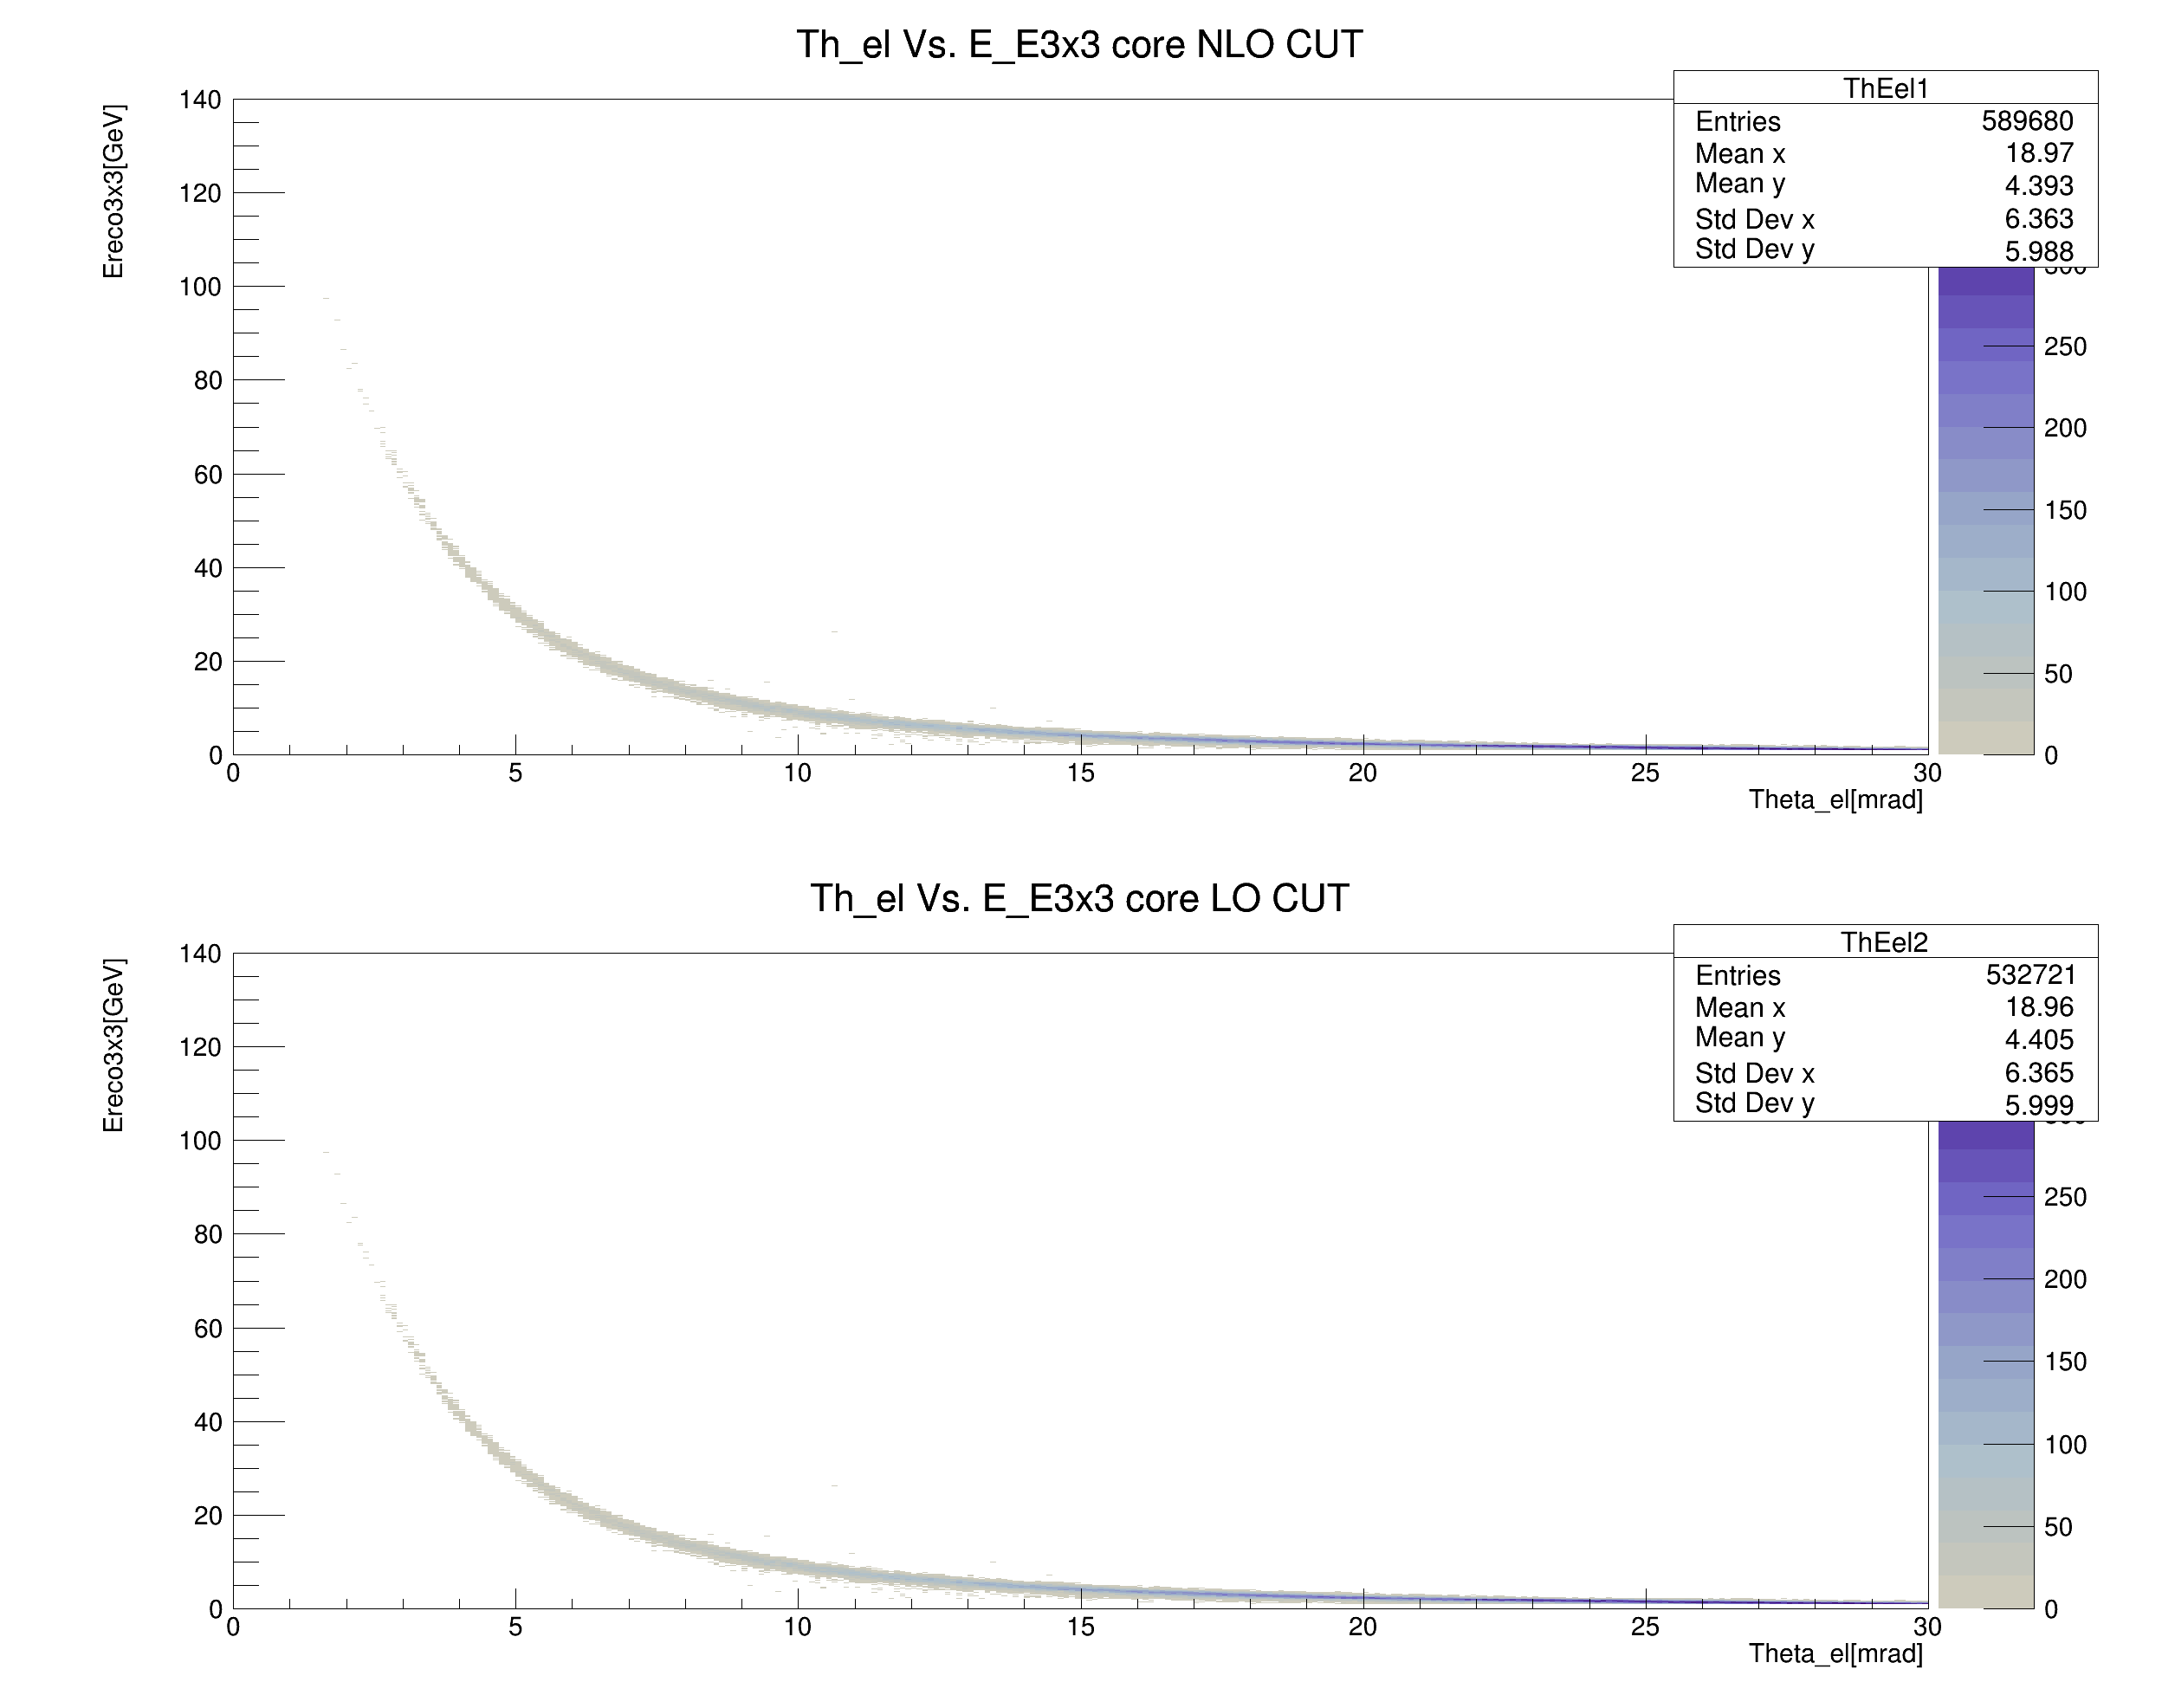 Th_el Vs. E_E3x3 core NLO CUT
Ereco3x3[GeV]
ThEel1
Entries 589680
Mean x 18.97
Mean y 4.393
Std Dev x 6.363
Std Dev y 5.988
140
120
100
80
60
40
20
0
0 5 10 15 20 25 30
Theta_el[mrad]
250
200
150
100
50
0
Th_el Vs. E_E3x3 core LO CUT
Ereco3x3[GeV]
ThEel2
Entries 532721
Mean x 18.96
Mean y 4.405
Std Dev x 6.365
Std Dev y 5.999
140
120
100
80
60
40
20
0
0 5 10 15 20 25 30
Theta_el[mrad]
250
200
150
100
50
0